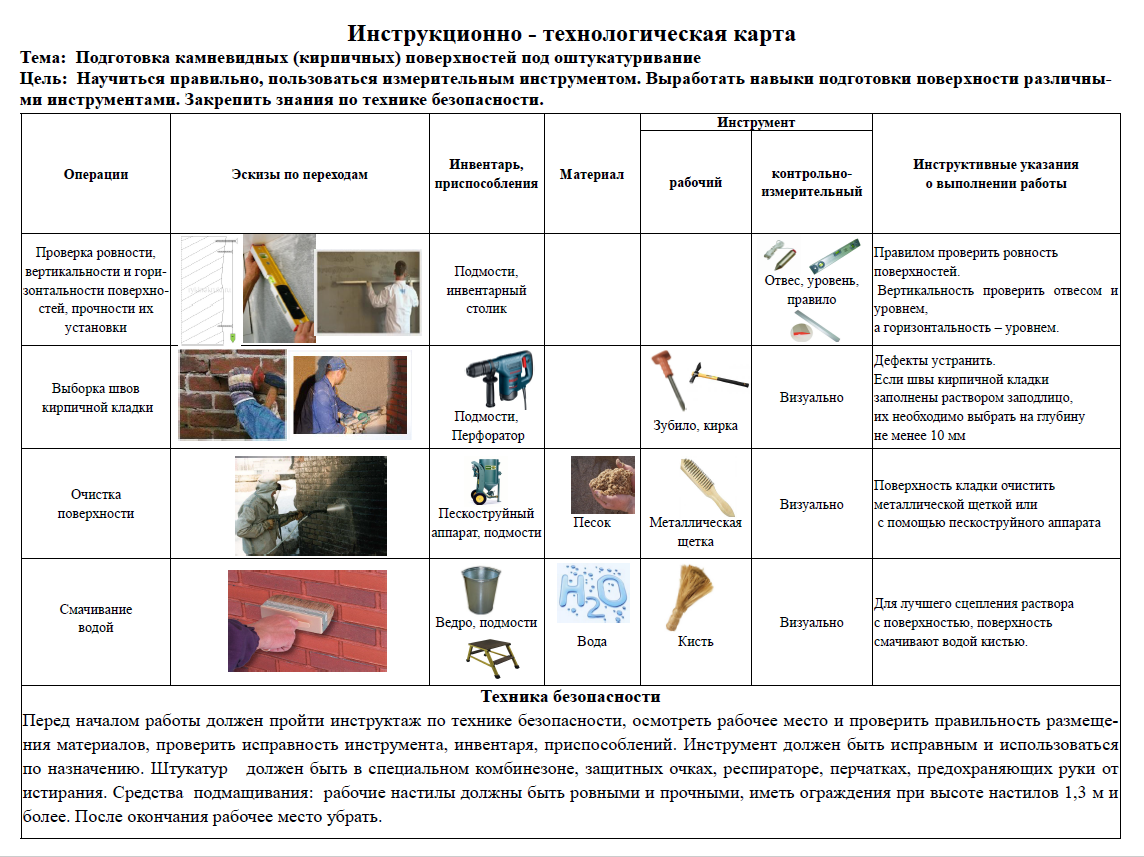 Инструкционно - технологическая карта
Тема:  Подготовка камневидных (кирпичных) поверхностей под оштукатуривание
Цель:  Научиться правильно, пользоваться измерительным инструментом. Выработать навыки подготовки поверхности различны-
ми инструментами. Закрепить знания по технике безопасности.
Операции
Эскизы по переходам
Инвентарь,
приспособления
Материал
Инструмент
рабочий
контрольно-
измерительный
Инструктивные указания
о выполнении работы
Проверка ровности,
вертикальности и гори-
зонтальности поверхно-
стей, прочности их
установки
Подмости,
инвентарный
столик
Отвес, уровень,
правило
Правилом проверить ровность
поверхностей.
Вертикальность проверить отвесом и
уровнем,
а горизонтальность – уровнем.
Выборка швов
кирпичной кладки
Подмости,
Перфоратор
Зубило, кирка
Визуально
Дефекты устранить.
Если швы кирпичной кладки
заполнены раствором заподлицо,
их необходимо выбрать на глубину
не менее 10 мм
Очистка
поверхности
Пескоструйный
аппарат, подмости
Песок
Металлическая
щетка
Визуально
Поверхность кладки очистить
металлической щеткой или
с помощью пескоструйного аппарата
Смачивание
водой
Ведро, подмости
H2O
Вода
Кисть
Визуально
Для лучшего сцепления раствора
с поверхностью, поверхность
смачивают водой кистью.
Техника безопасности
Перед началом работы должен пройти инструктаж по технике безопасности, осмотреть рабочее место и проверить правильность размеще-
ния материалов, проверить исправность инструмента, инвентаря, приспособлений. Инструмент должен быть исправным и использоваться
по назначению. Штукатур   должен быть в специальном комбинезоне, защитных очках, респираторе, перчатках, предохраняющих руки от
истирания. Средства  подмащивания:  рабочие настилы должны быть ровными и прочными, иметь ограждения при высоте настилов 1,3 м и
более. После окончания рабочее место убрать.